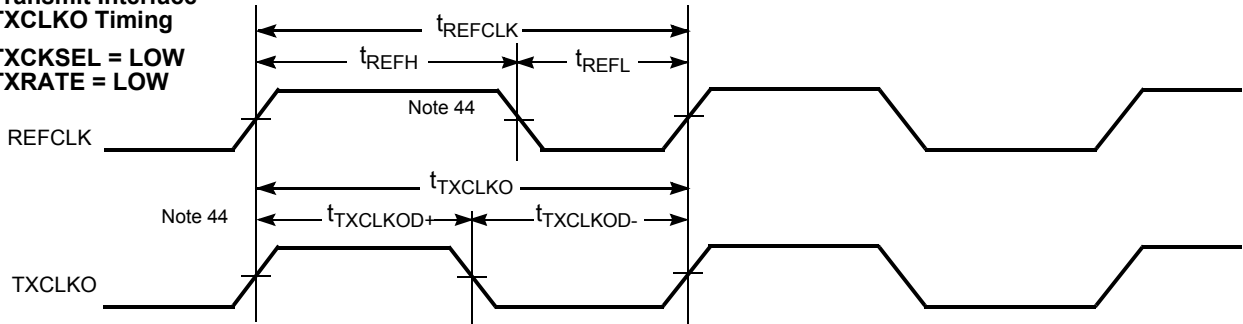 Transmit Interface
TXCLKO Timing
TXCKSEL = LOW
TXRATE = LOW
tREFCLK
tREFH
tREFL
Note 44
REFCLK
tTXCLKO
Note 44
tTXCLKOD+
tTXCLKOD-
TXCLKO